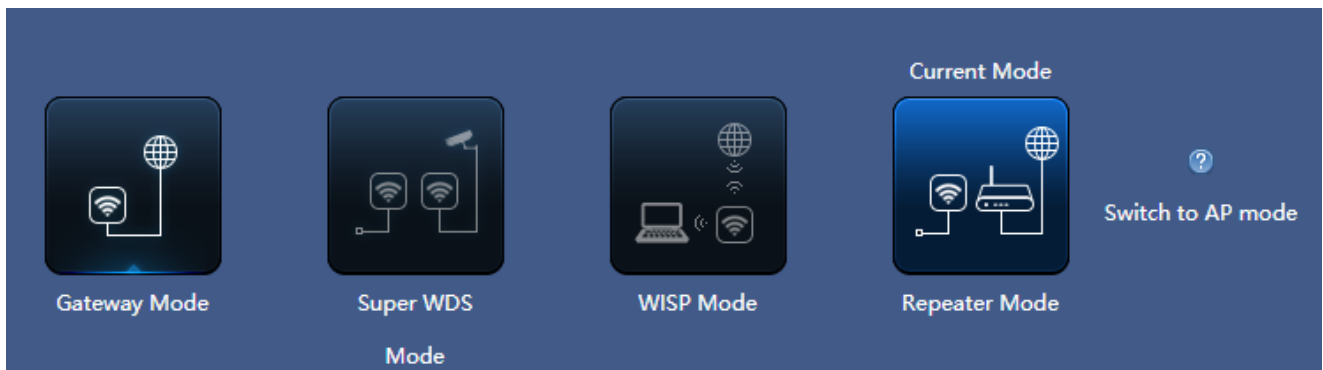 Current Mode
?
Switch to AP mode
Gateway Mode
Super WDS
Mode
WISP Mode
Repeater Mode